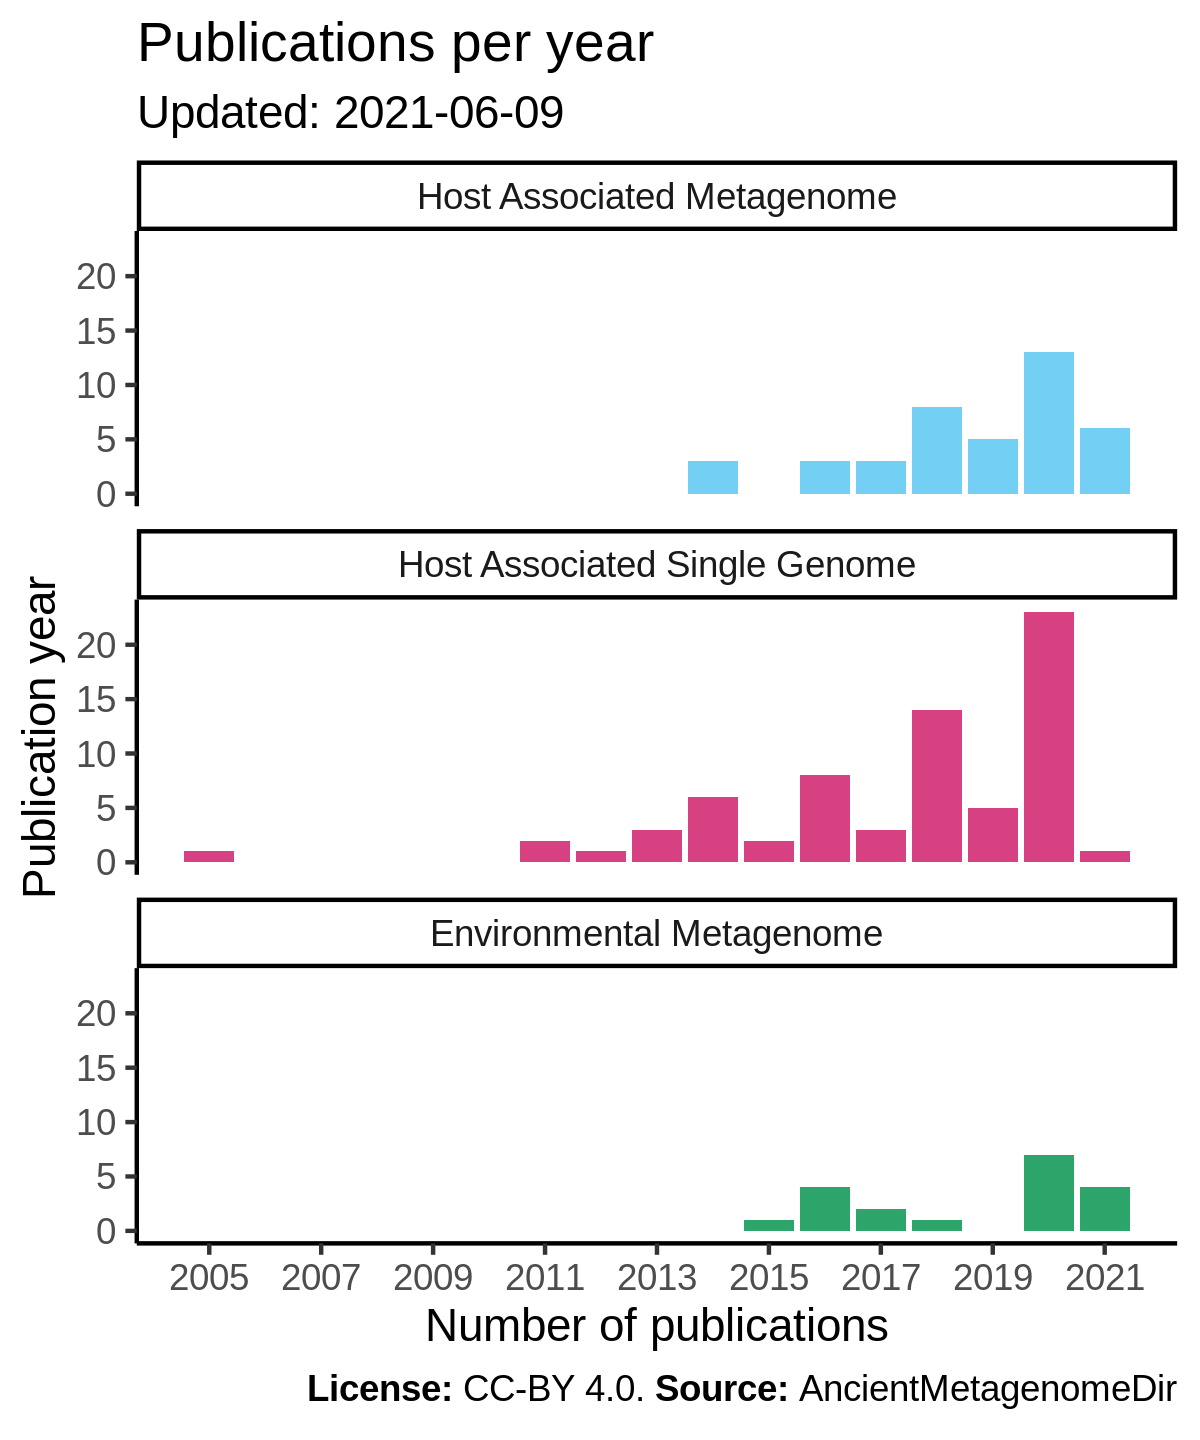 Publications per year
Updated: 2021-06-09
Host Associated Metagenome
20
15
10
5
0
Host Associated Single Genome
20
15
10
5
0
Publication year
Environmental Metagenome
20
15
10
5
0
2005 2007 2009 2011 2013 2015 2017 2019 2021
Number of publications
License: CC-BY 4.0. Source: AncientMetagenomeDir